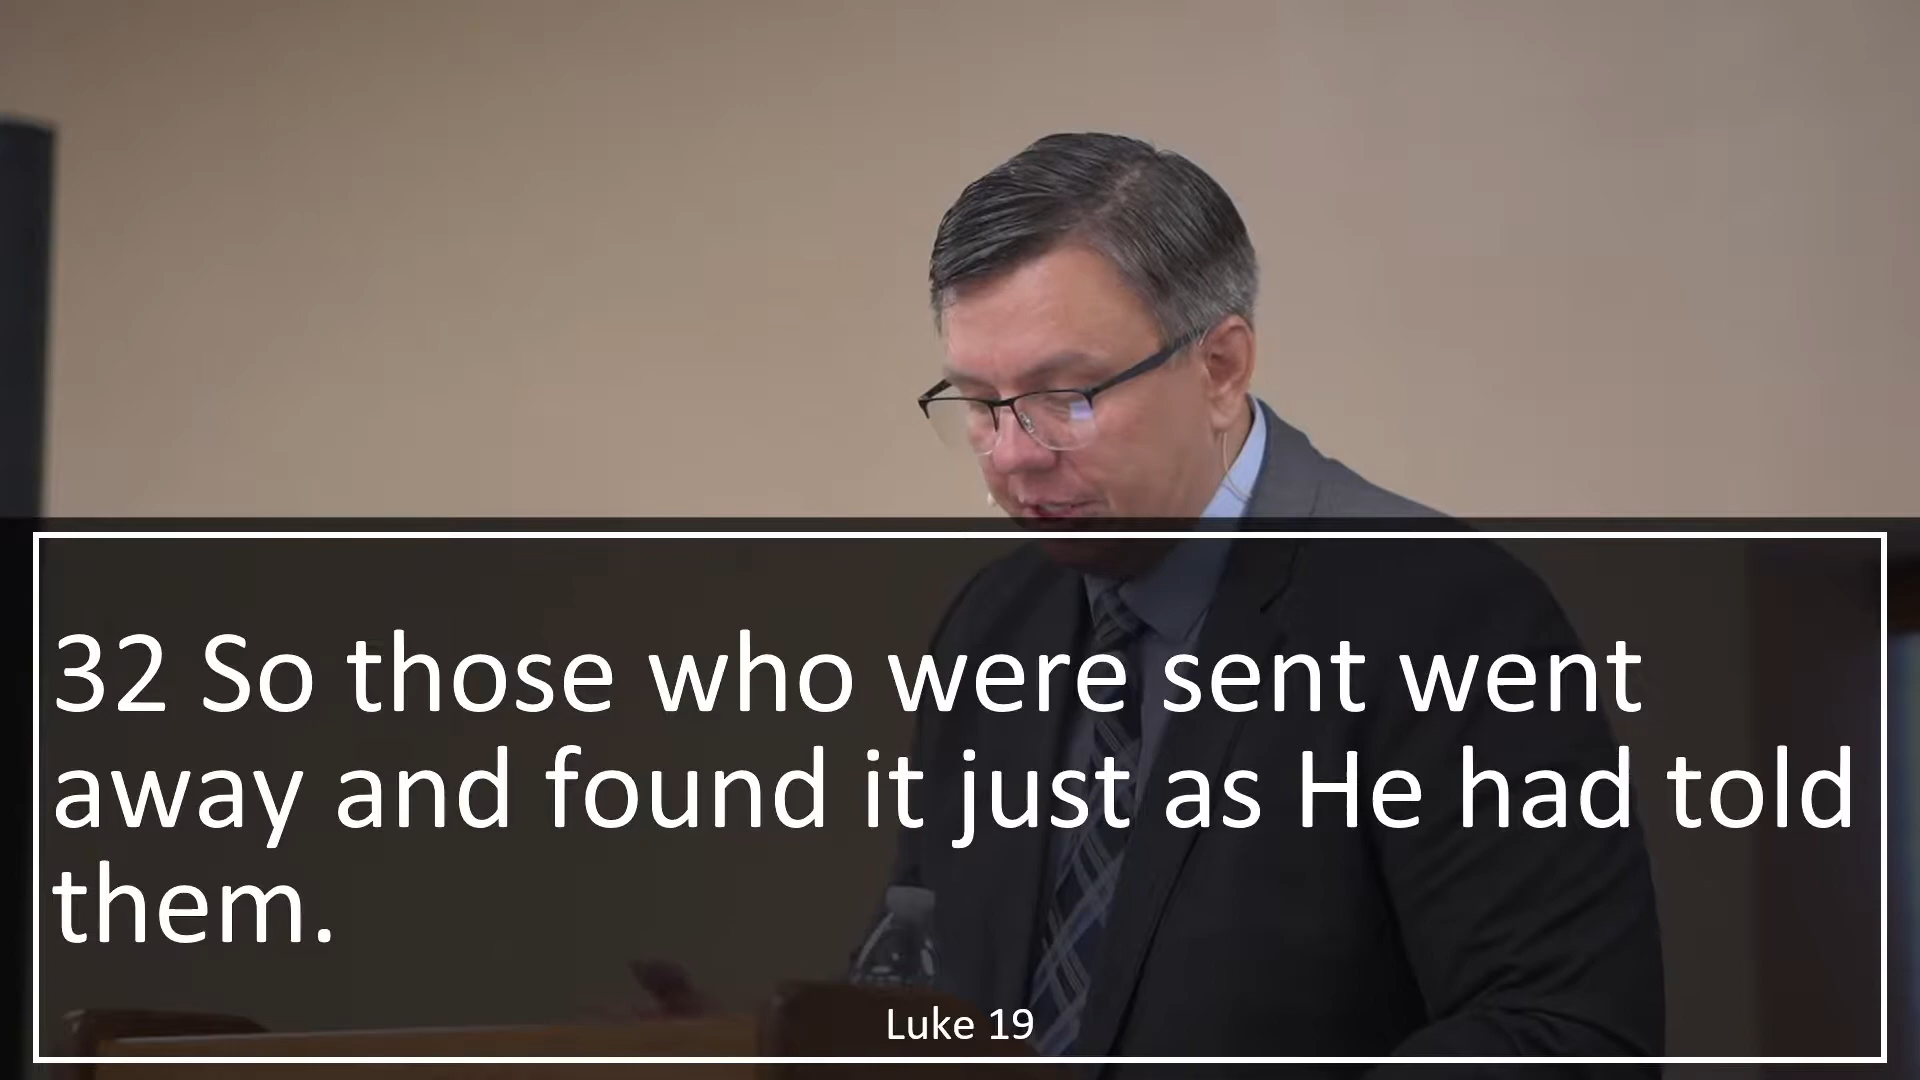 32 So those who were sent went
away and found it just as He had told
them.
Luke 19